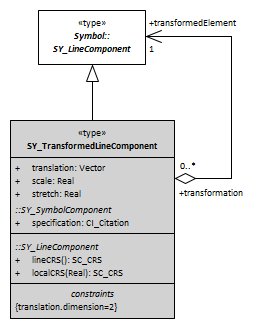 «type»
Symbol::
SY_LineComponent
+transformedElement
1
«type»
SY_TransformedLineComponent
+ translation: Vector
+ scale: Real
+ stretch: Real
::SY_SymbolComponent
+ specification: CI_Citation
::SY_LineComponent
+ lineCRS(): SC_CRS
+ localCRS(Real): SC_CRS
constraints
{translation.dimension=2}
0..*
+transformation